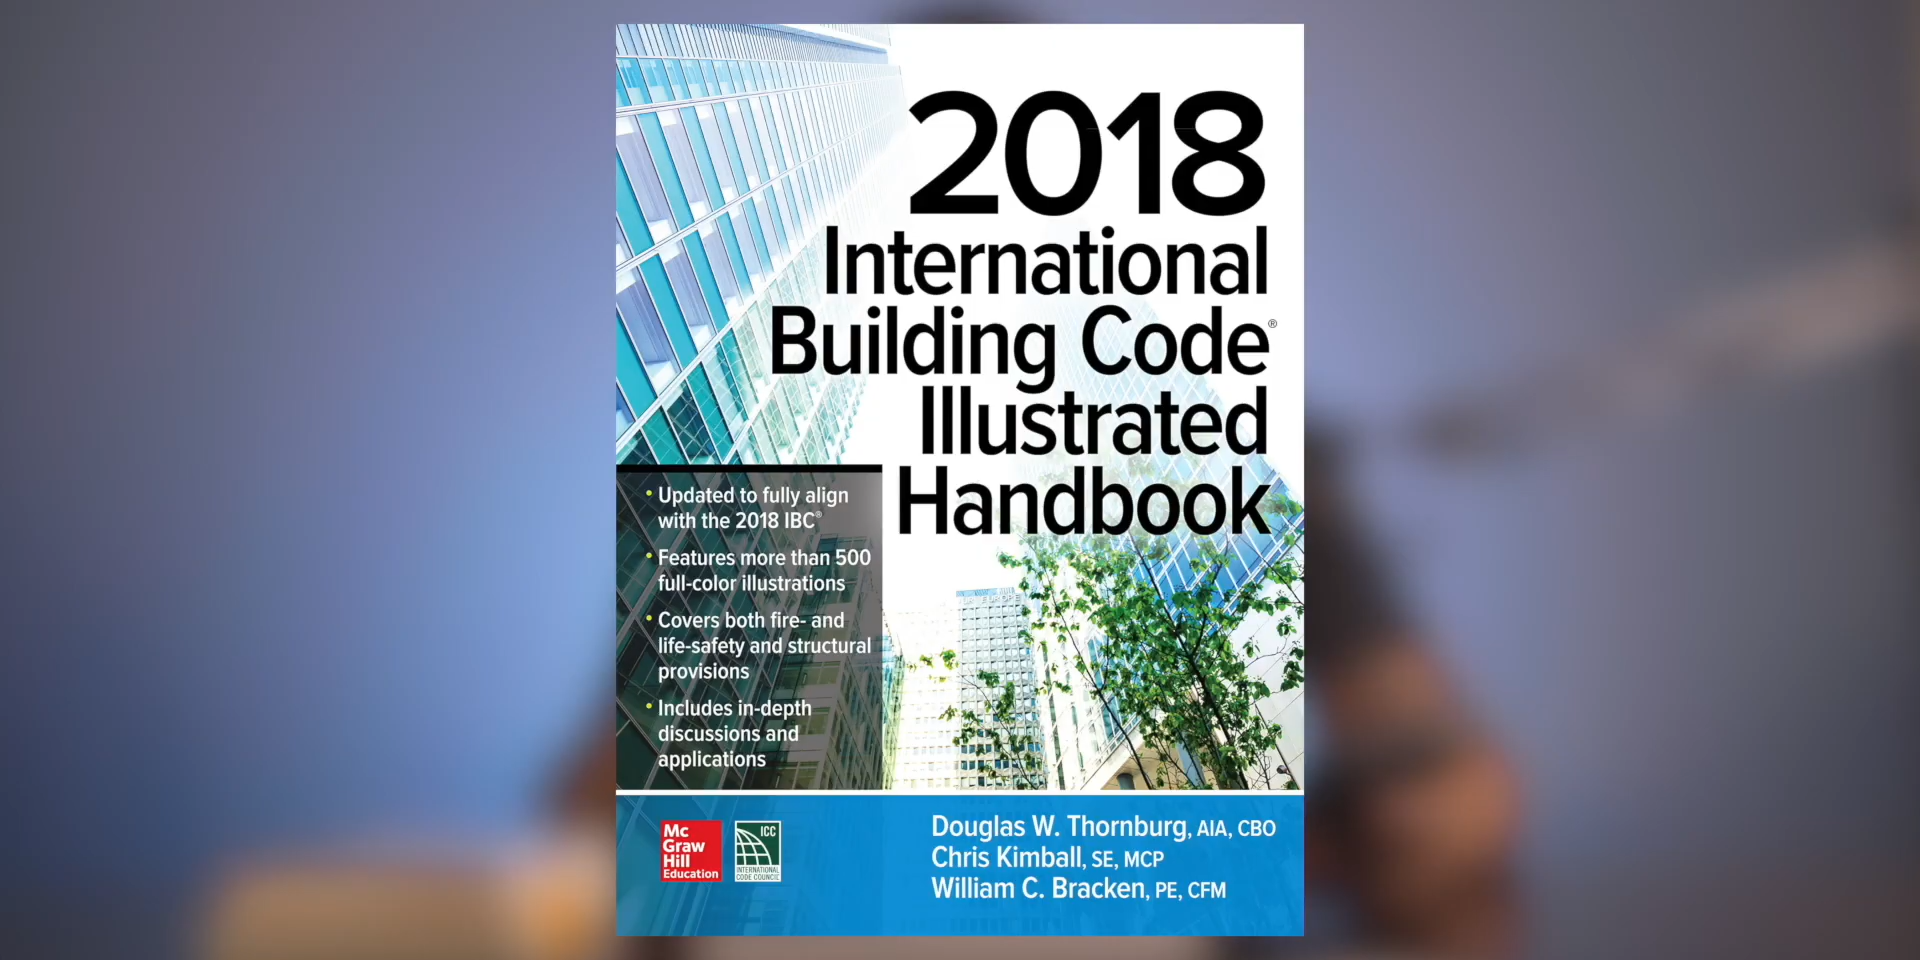 2018
International
Building Code®
Illustrated
Handbook
• Updated to fully align
with the 2018 IBC®
• Features more than 500
full-color illustrations
• Covers both fire- and
life-safety and structural
provisions
• Includes in-depth
discussions and
applications
EUROPE
Mc
Graw
Hill
Education
ICC
INTERNATIONAL
CODE COUNCIL
Douglas W. Thornburg, AIA, CBO
Chris Kimball, SE, MCP
William C. Bracken, PE, CFM